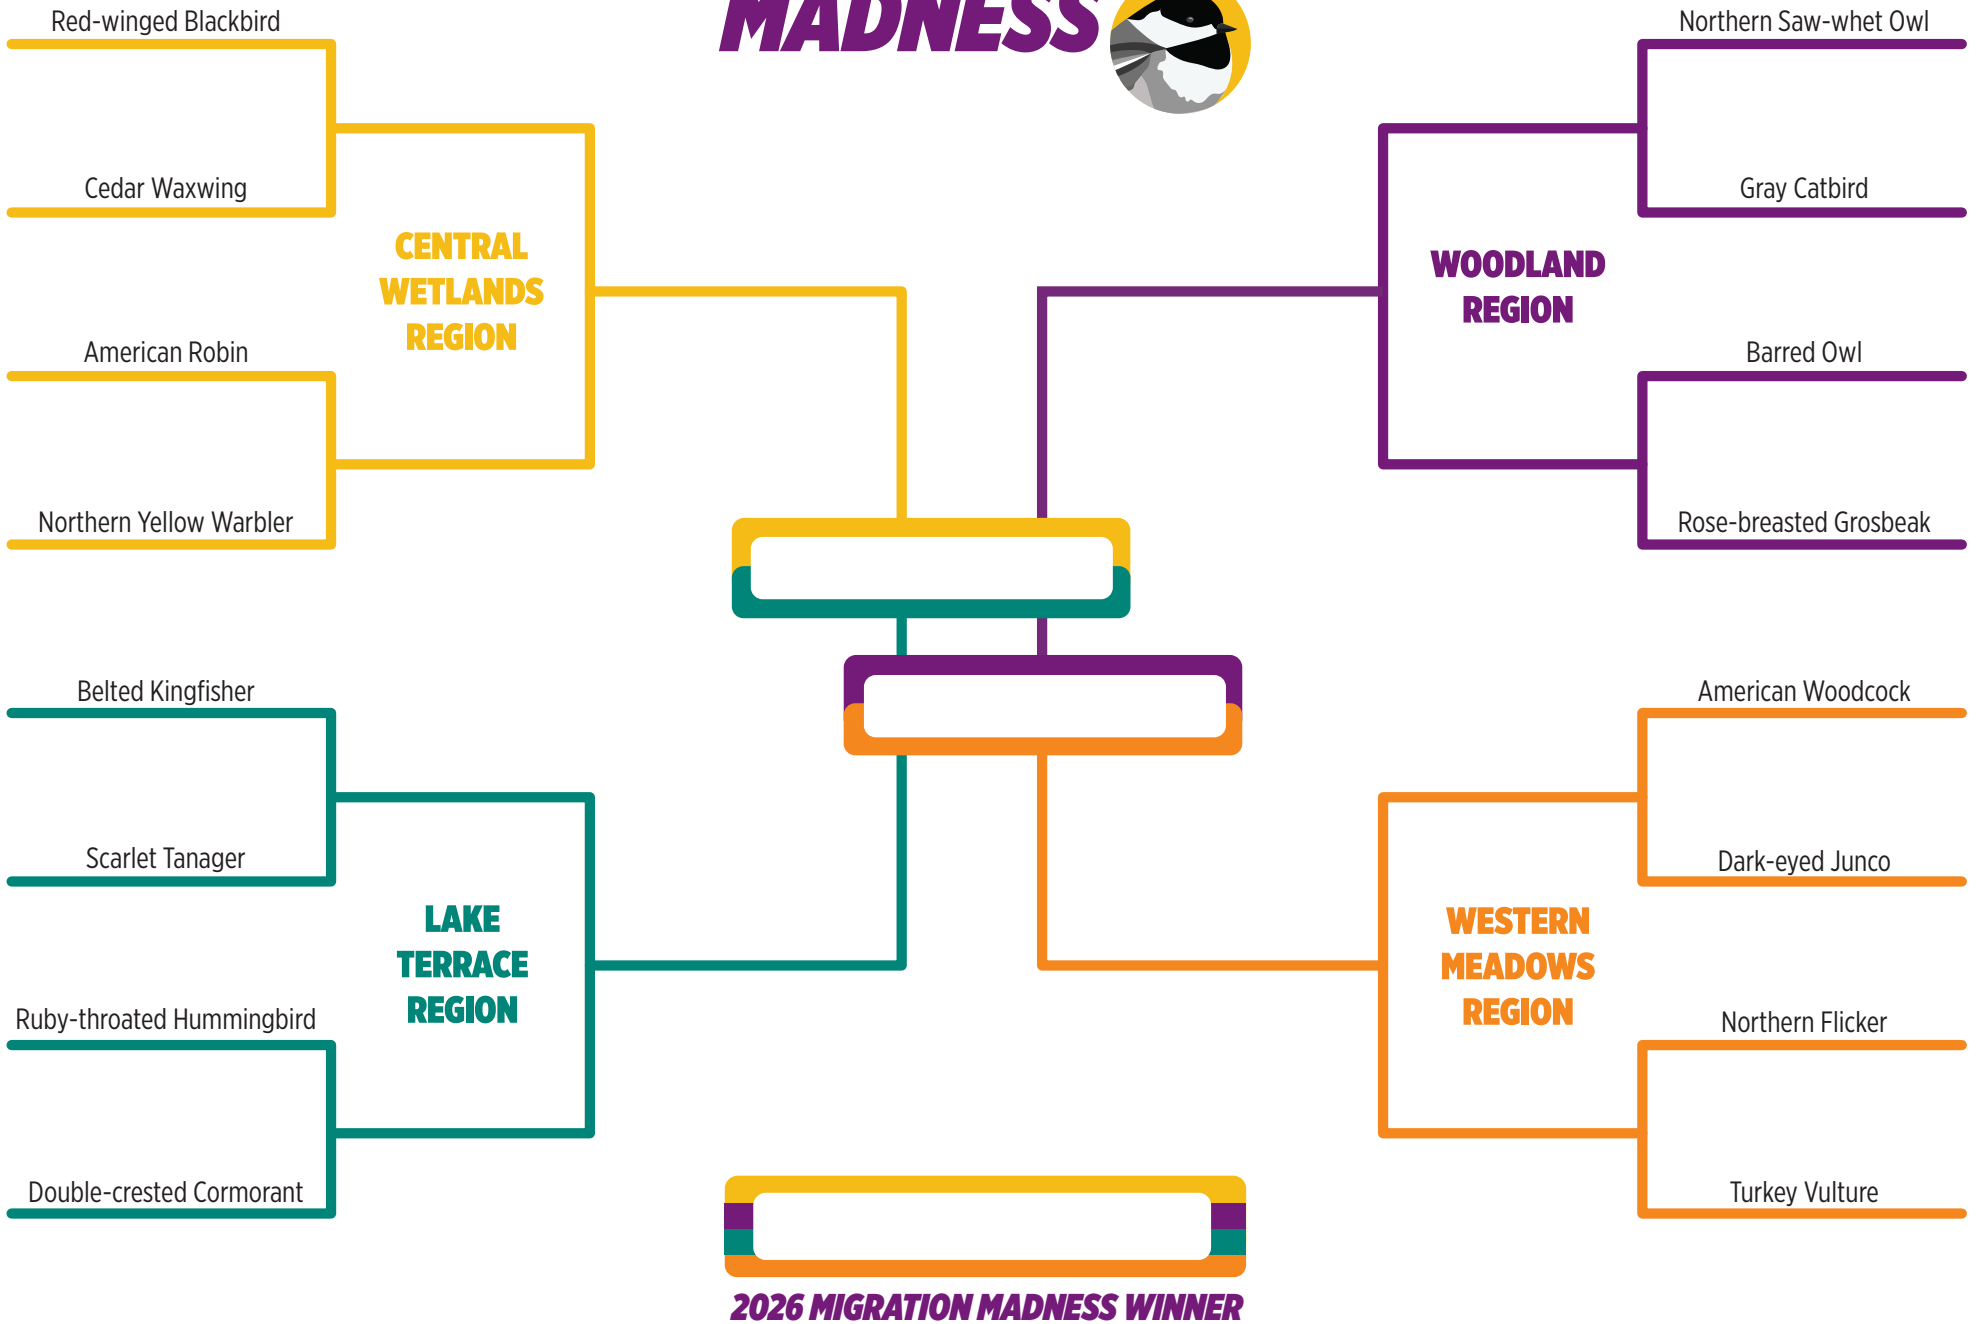 MADNESS
Red-winged Blackbird
Cedar Waxwing
CENTRAL
WETLANDS
REGION
American Robin
Northern Yellow Warbler
Belted Kingfisher
Scarlet Tanager
LAKE
TERRACE
REGION
Ruby-throated Hummingbird
Double-crested Cormorant
Northern Saw-whet Owl
Gray Catbird
WOODLAND
REGION
Barred Owl
Rose-breasted Grosbeak
American Woodcock
Dark-eyed Junco
WESTERN
MEADOWS
REGION
Northern Flicker
Turkey Vulture
2026 MIGRATION MADNESS WINNER